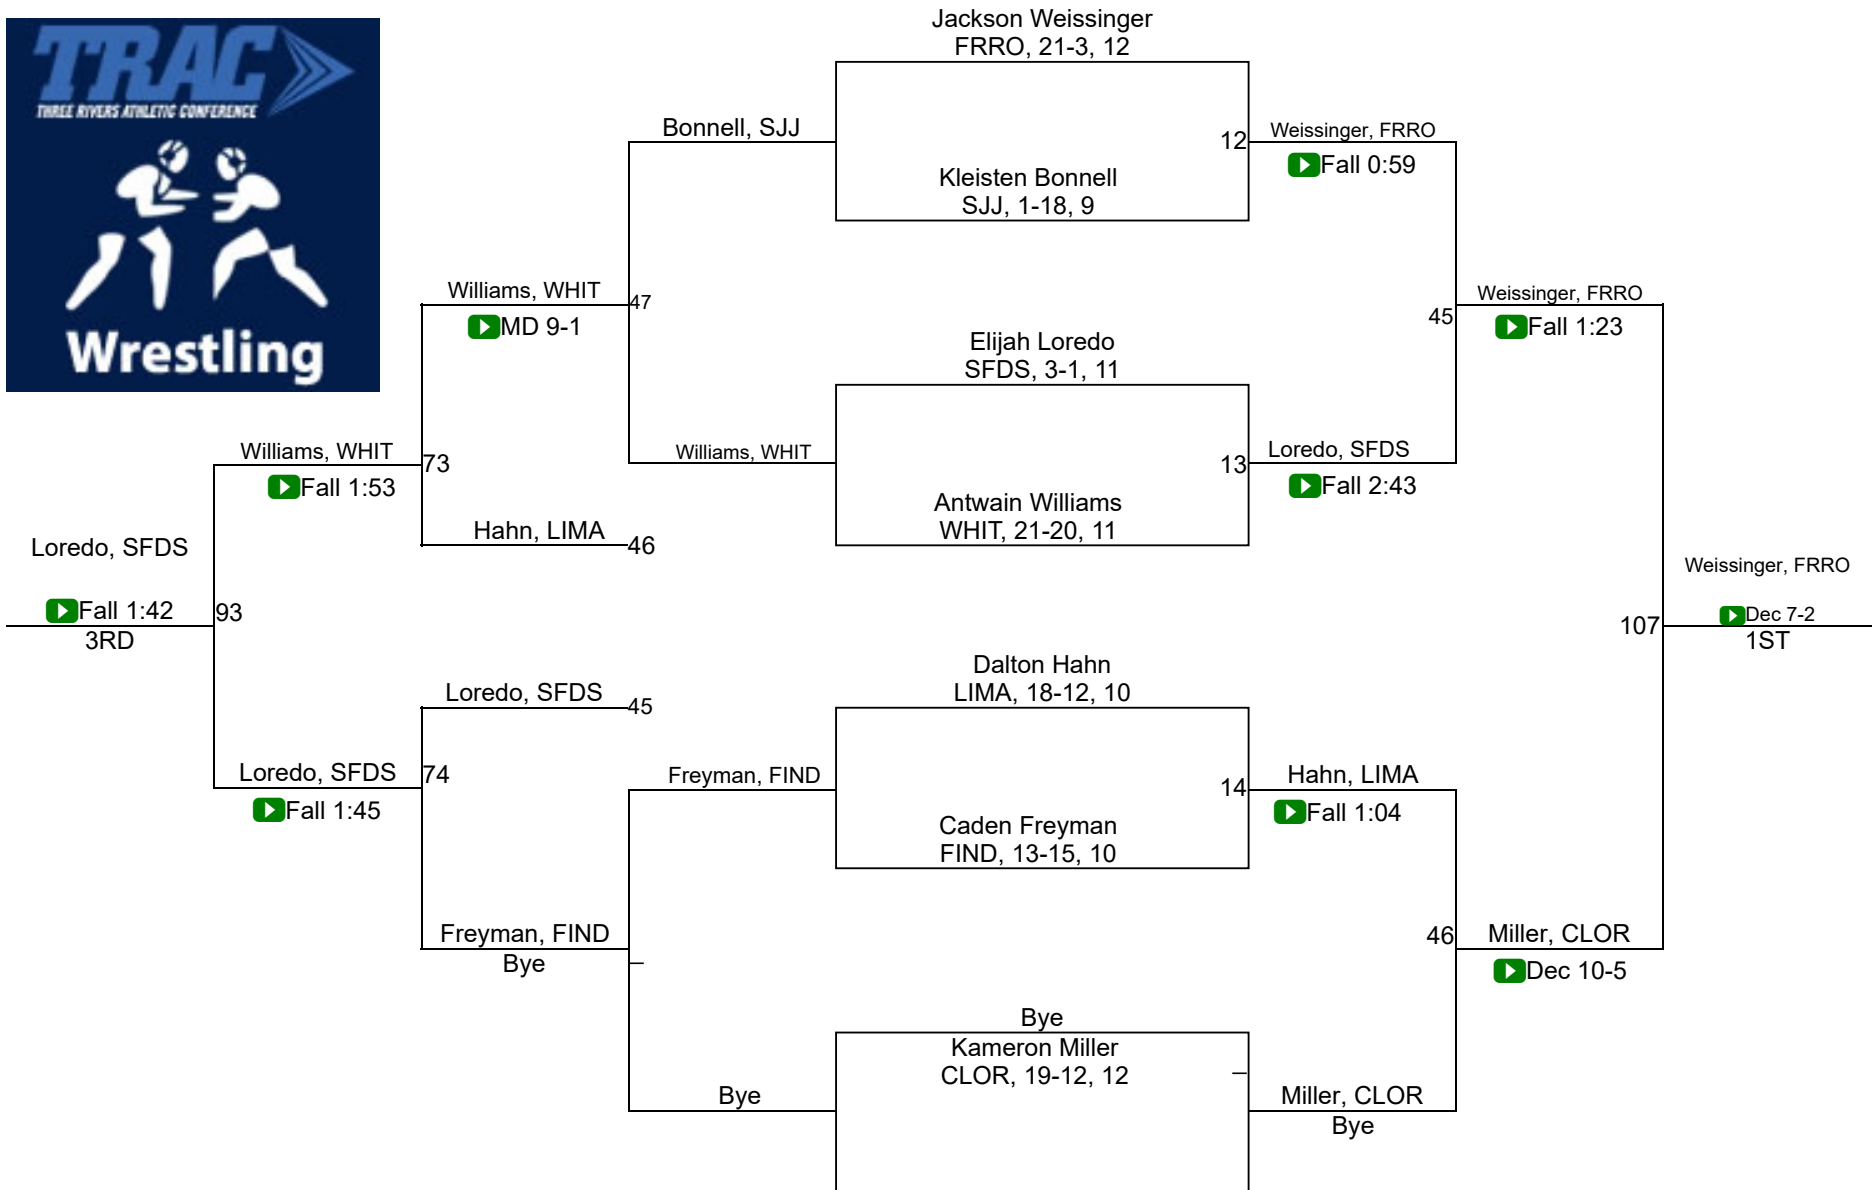 TRAC
THREE RIVERS ATHLETIC CONFERENCE
Wrestling
Jackson Weissinger
FRRO, 21-3, 12
Bonnell, SJJ
12
Weissinger, FRRO
Fall 0:59
Kleisten Bonnell
SJJ, 1-18, 9
Williams, WHIT
47
MD 9-1
Weissinger, FRRO
45
Fall 1:23
Elijah Loredo
SFDS, 3-1, 11
Williams, WHIT
73
Fall 1:53
Williams, WHIT
13
Loredo, SFDS
Fall 2:43
Antwain Williams
WHIT, 21-20, 11
Hahn, LIMA
46
Loredo, SFDS
Fall 1:42
93
3RD
Weissinger, FRRO
107
Dec 7-2
1ST
Dalton Hahn
LIMA, 18-12, 10
Loredo, SFDS
45
Loredo, SFDS
74
Fall 1:45
Freyman, FIND
14
Hahn, LIMA
Fall 1:04
Caden Freyman
FIND, 13-15, 10
Freyman, FIND
Bye
46
Miller, CLOR
Dec 10-5
Bye
Kameron Miller
CLOR, 19-12, 12
Bye
Miller, CLOR
Bye